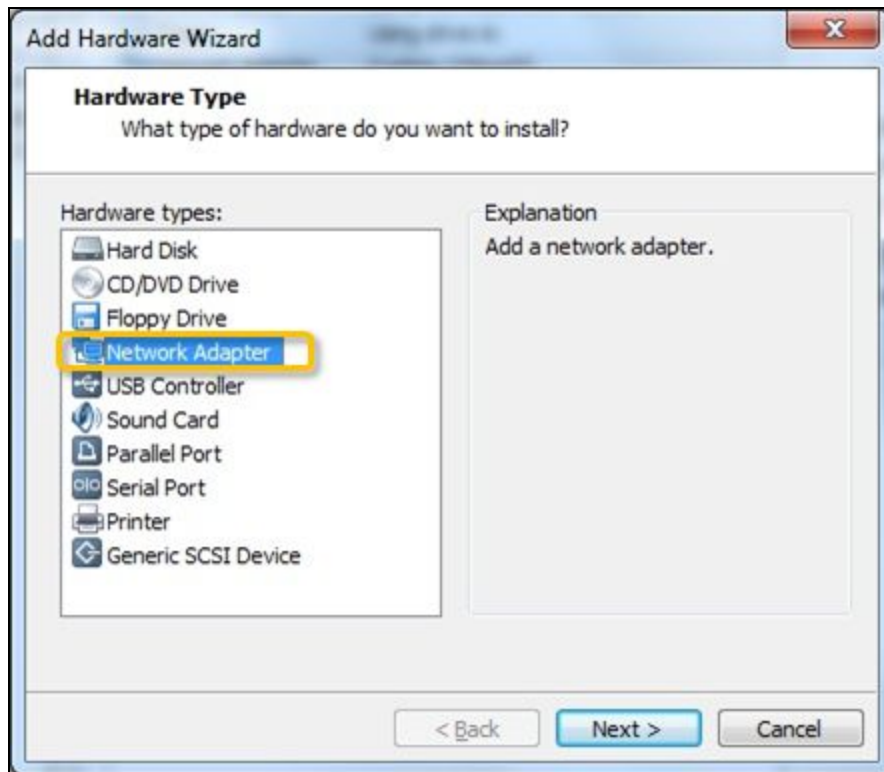 Add Hardware Wizard
Hardware Type
What type of hardware do you want to install?
Hardware types:
Hard Disk
CD/DVD Drive
Floppy Drive
Network Adapter
USB Controller
Sound Card
Parallel Port
Serial Port
Printer
Generic SCSI Device
Explanation
Add a network adapter.
< Back
Next >
Cancel